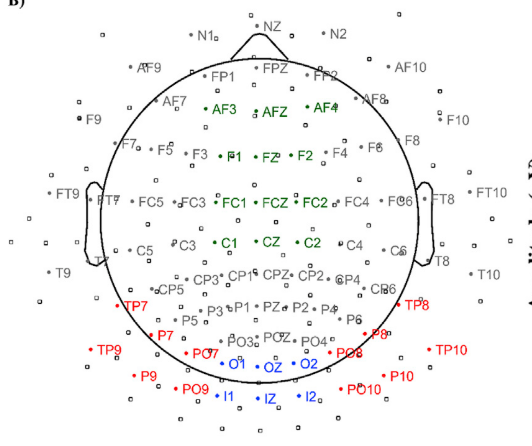 B)
NZ
N1 N2
FPZ
AF9 FP1 FP2 AF10
AF7 AF3 AFZ AF4 AF8
F9 F10
F7 F5 F3 F1 FZ F2 F4 F6 F8
FT9 FT7 FC5 FC3 FC1 FCZ FC2 FC4 FC6 FT8 FT10
C5 C3 C1 CZ C2 C4 C6
T9 T7 T8 T10
CP5 CP3 CP1 CPZ CP2 CP4 CP6
TP7 P5 P3 P1 PZ P2 P4 P6 TP8
P7 P8
TP9 PO7 PO3 POZ PO4 PO8 TP10
O1 OZ O2
P9 P10
PO9 PO10
I1 IZ I2